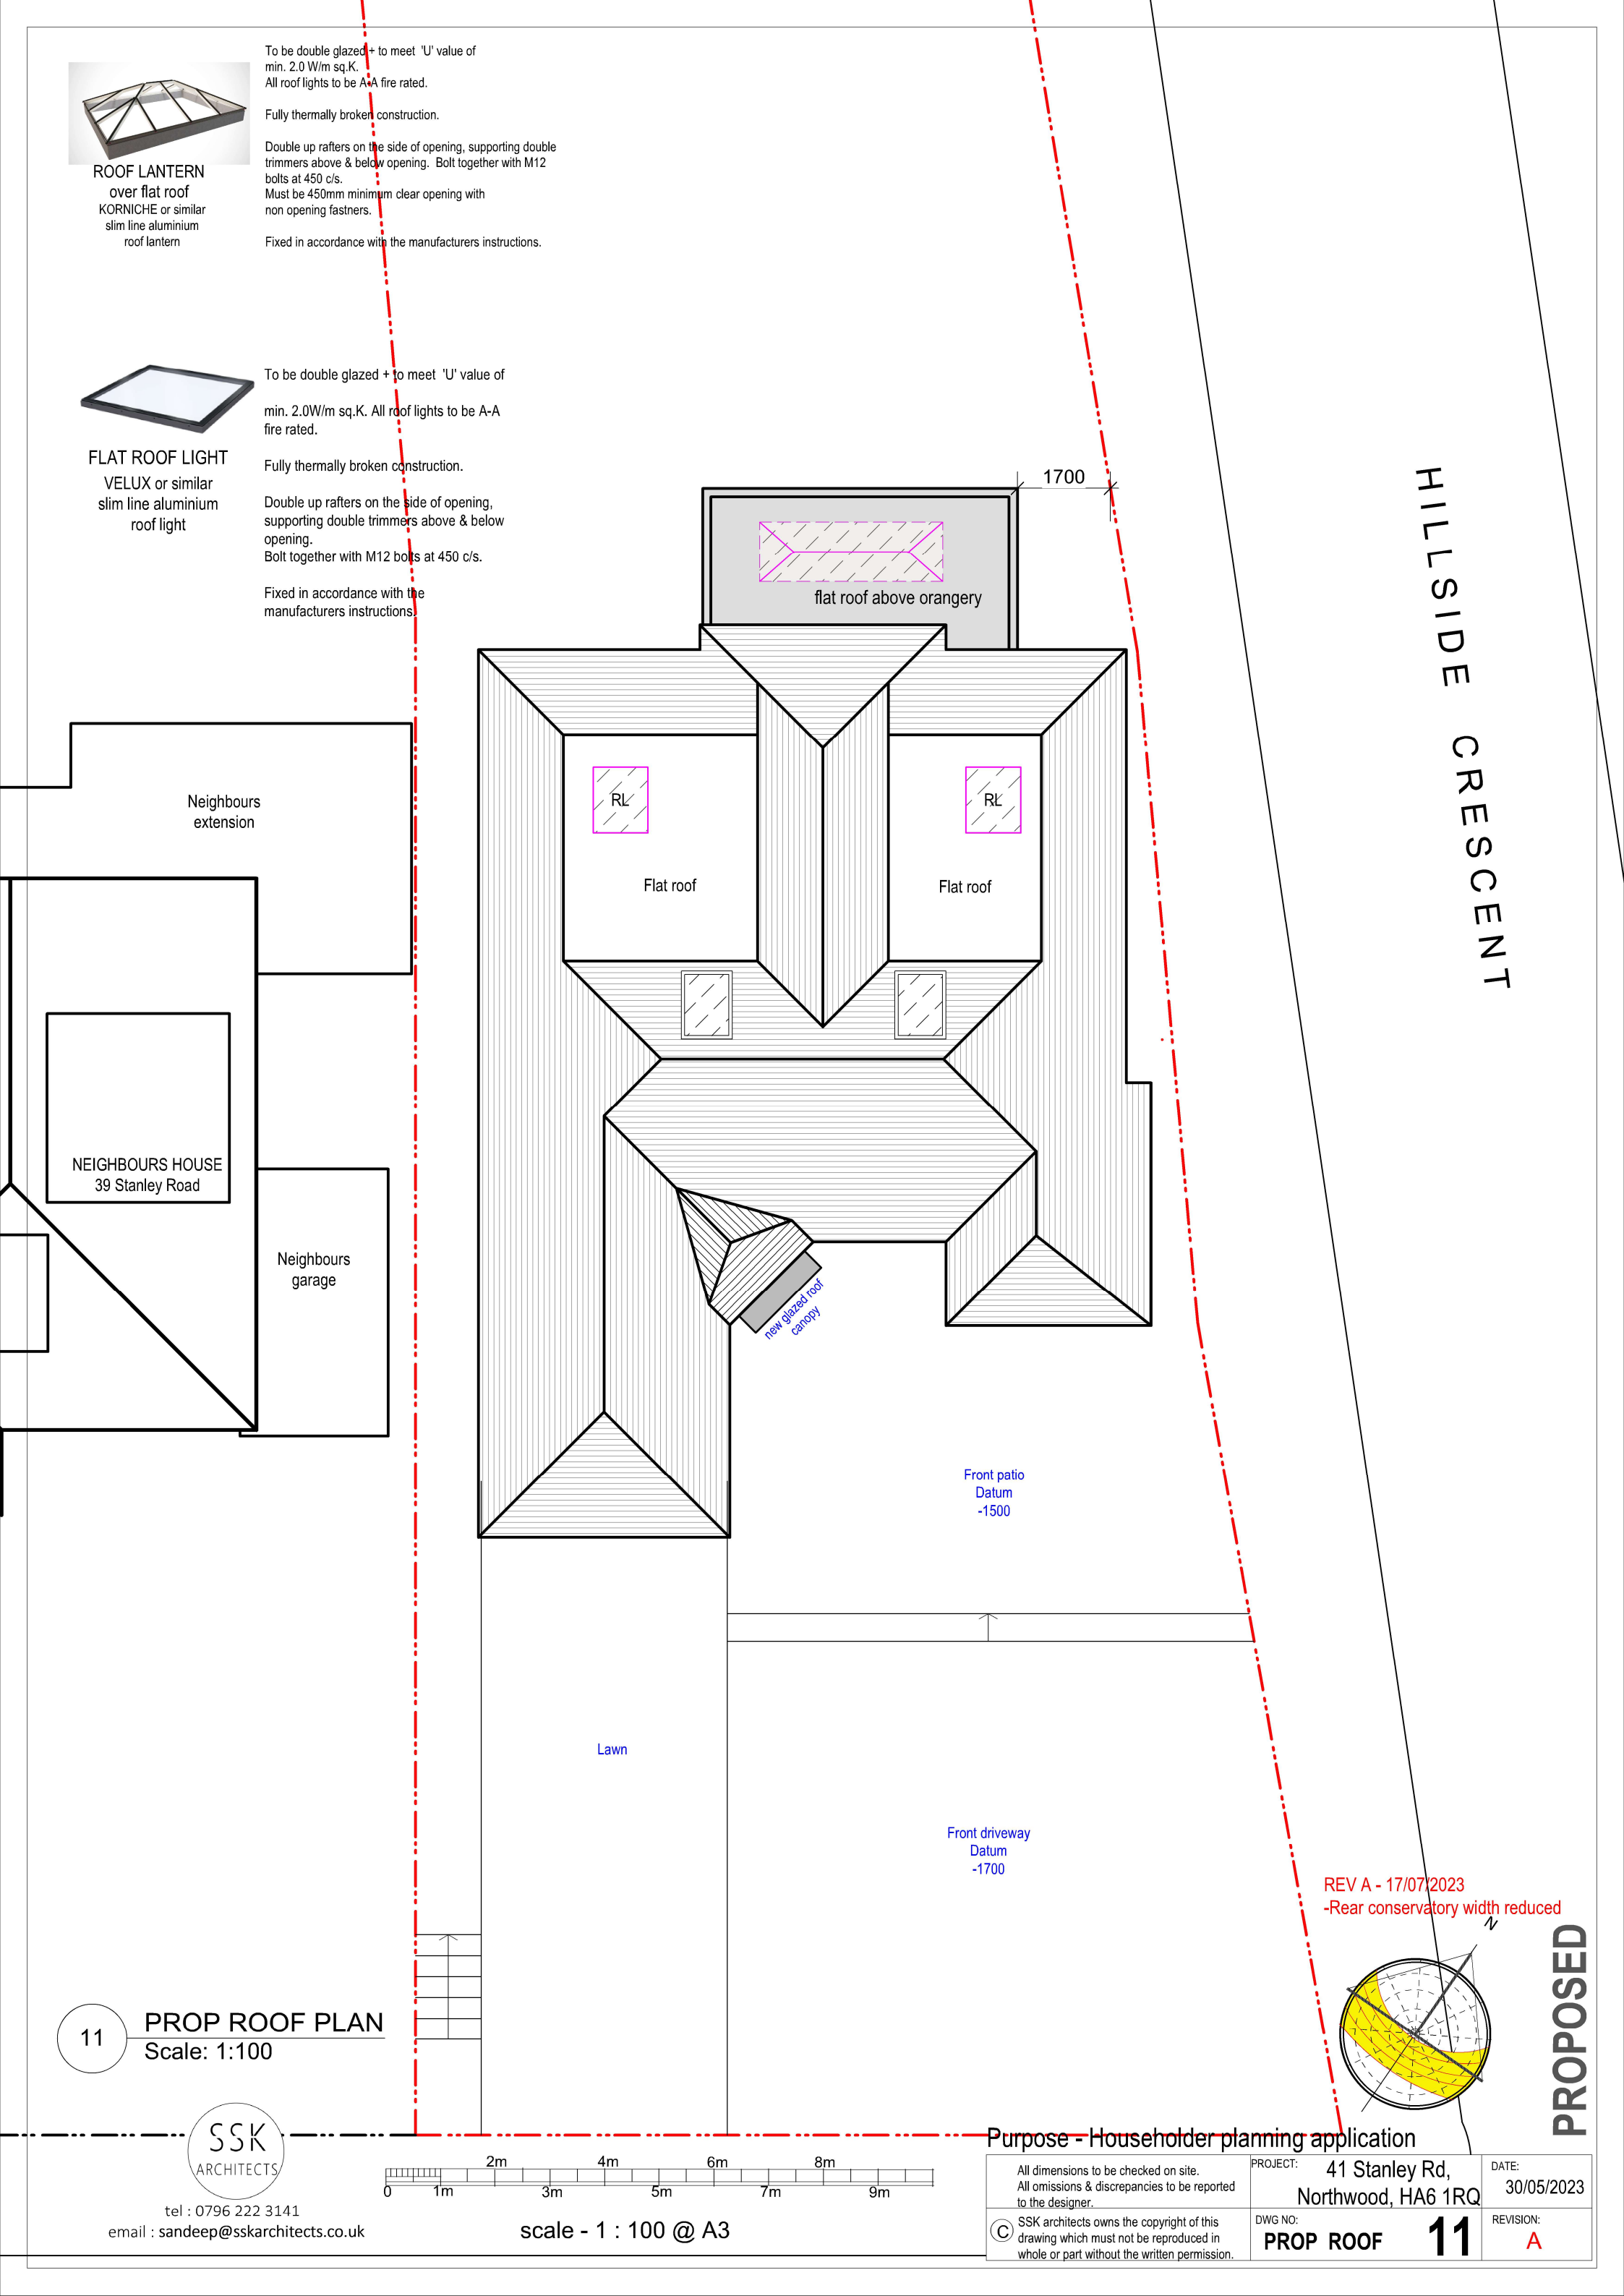 To be double glazed + to meet 'U' value of
min. 2.0 W/m sq.K.
All roof lights to be A-A fire rated.
Fully thermally broken construction.
Double up rafters on the side of opening, supporting double
trimmers above & below opening. Bolt together with M12
bolts at 450 c/s.
Must be 450mm minimum clear opening with
non opening fastners.
Fixed in accordance with the manufacturers instructions.
ROOF LANTERN
over flat roof
KORNICHE or similar
slim line aluminium
roof lantern
To be double glazed + to meet 'U' value of
min. 2.0W/m sq.K. All roof lights to be A-A
fire rated.
Fully thermally broken construction.
Double up rafters on the side of opening,
supporting double trimmers above & below
opening.
Bolt together with M12 bolts at 450 c/s.
Fixed in accordance with the
manufacturers instructions.
FLAT ROOF LIGHT
VELUX or similar
slim line aluminium
roof light
1700
flat roof above orangery
HILLSIDE CRESCENT
Neighbours
extension
RL
RL
Flat roof
Flat roof
NEIGHBOURS HOUSE
39 Stanley Road
Neighbours
garage
new glazed roof
canopy
Front patio
Datum
-1500
Lawn
Front driveway
Datum
-1700
REV A - 17/07/2023
-Rear conservatory width reduced
N
PROPOSED
11
PROP ROOF PLAN
Scale: 1:100
SSK
ARCHITECTS
tel : 0796 222 3141
email : sandeep@sskarchitects.co.uk
2m 4m 6m 8m
0 1m 3m 5m 7m 9m
scale - 1 : 100 @ A3
Purpose - Householder planning application
All dimensions to be checked on site.
All omissions & discrepancies to be reported
to the designer.
C
SSK architects owns the copyright of this
drawing which must not be reproduced in
whole or part without the written permission.
PROJECT:
41 Stanley Rd,
Northwood, HA6 1RQ
DATE:
30/05/2023
DWG NO:
PROP ROOF 11
REVISION:
A